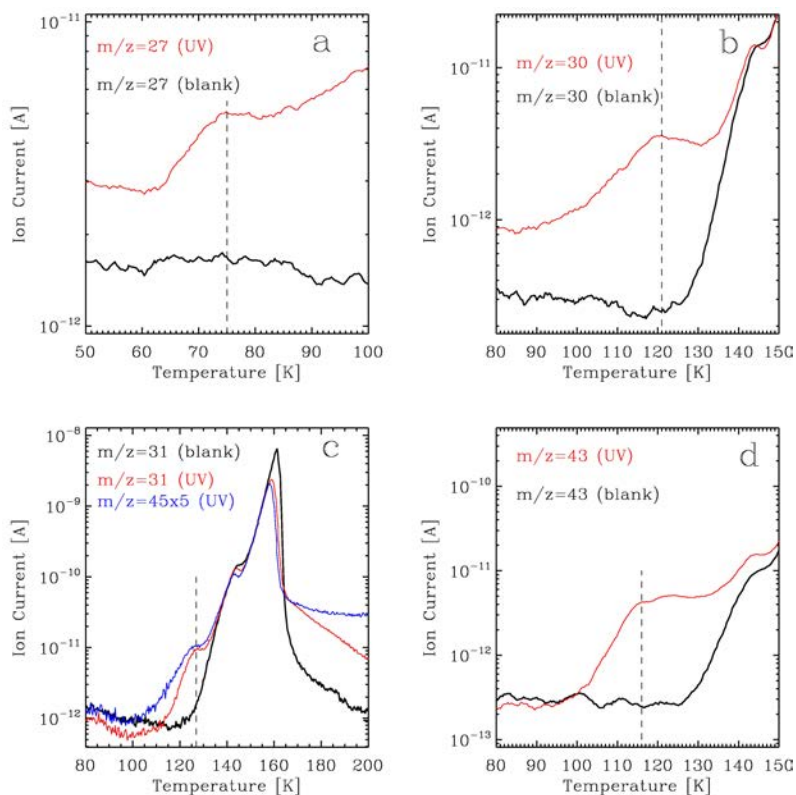 10⁻¹¹
m/z=27 (UV)
a
m/z=27 (blank)
Ion Current [A]
10⁻¹²
50 60 70 80 90 100
Temperature [K]
b
10⁻¹¹
m/z=30 (UV)
m/z=30 (blank)
Ion Current [A]
10⁻¹²
80 90 100 110 120 130 140 150
Temperature [K]
10⁻⁸
m/z=31 (blank)
c
m/z=31 (UV)
10⁻⁹
m/z=45x5 (UV)
Ion Current [A]
10⁻¹⁰
10⁻¹¹
10⁻¹²
80 100 120 140 160 180 200
Temperature [K]
m/z=43 (UV)
d
10⁻¹⁰
m/z=43 (blank)
Ion Current [A]
10⁻¹¹
10⁻¹²
10⁻¹³
80 90 100 110 120 130 140 150
Temperature [K]